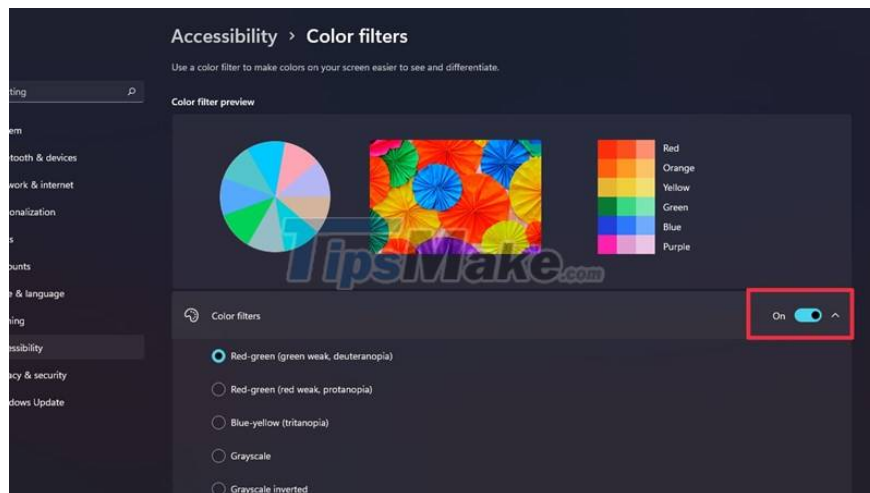 Accessibility > Color filters
Use a color filter to make colors on your screen easier to see and differentiate.
ting
Color filter preview
em
etooth & devices
work & internet
onalization
s
ounts
e & language
ning
essibility
acy & security
dows Update
Red
Orange
Yellow
Green
Blue
Purple
TipsMake.com
Color filters
On
Red-green (green weak, deuteranopia)
Red-green (red weak, protanopia)
Blue-yellow (tritanopia)
Grayscale
Grayscale inverted